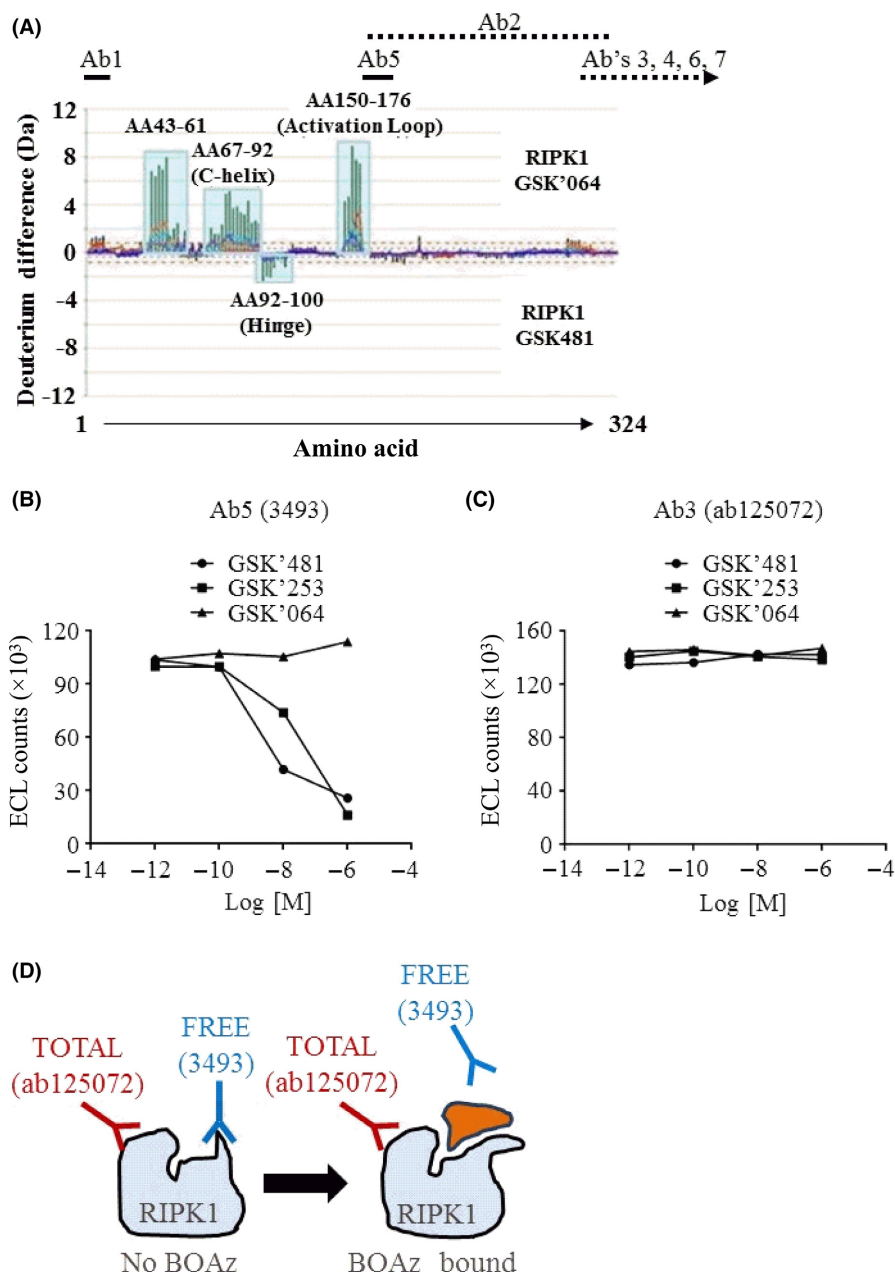 (A)
Ab2
Ab1
Ab5
Ab's 3, 4, 6, 7
Deuterium difference (Da)
12
8
4
0
-4
-8
-12
AA43-61
AA67-92
(C-helix)
AA150-176
(Activation Loop)
AA92-100
(Hinge)
RIPK1
GSK'064
RIPK1
GSK481
1
324
Amino acid
(B)
Ab5 (3493)
GSK'481
GSK'253
GSK'064
ECL counts (×10³)
120
90
60
30
0
−14
−12
−10
−8
−6
−4
Log [M]
(C)
Ab3 (ab125072)
GSK'481
GSK'253
GSK'064
ECL counts (×10³)
160
120
80
40
0
−14
−12
−10
−8
−6
−4
Log [M]
(D)
TOTAL
(ab125072)
FREE
(3493)
RIPK1
No BOAz
TOTAL
(ab125072)
FREE
(3493)
RIPK1
BOAz bound